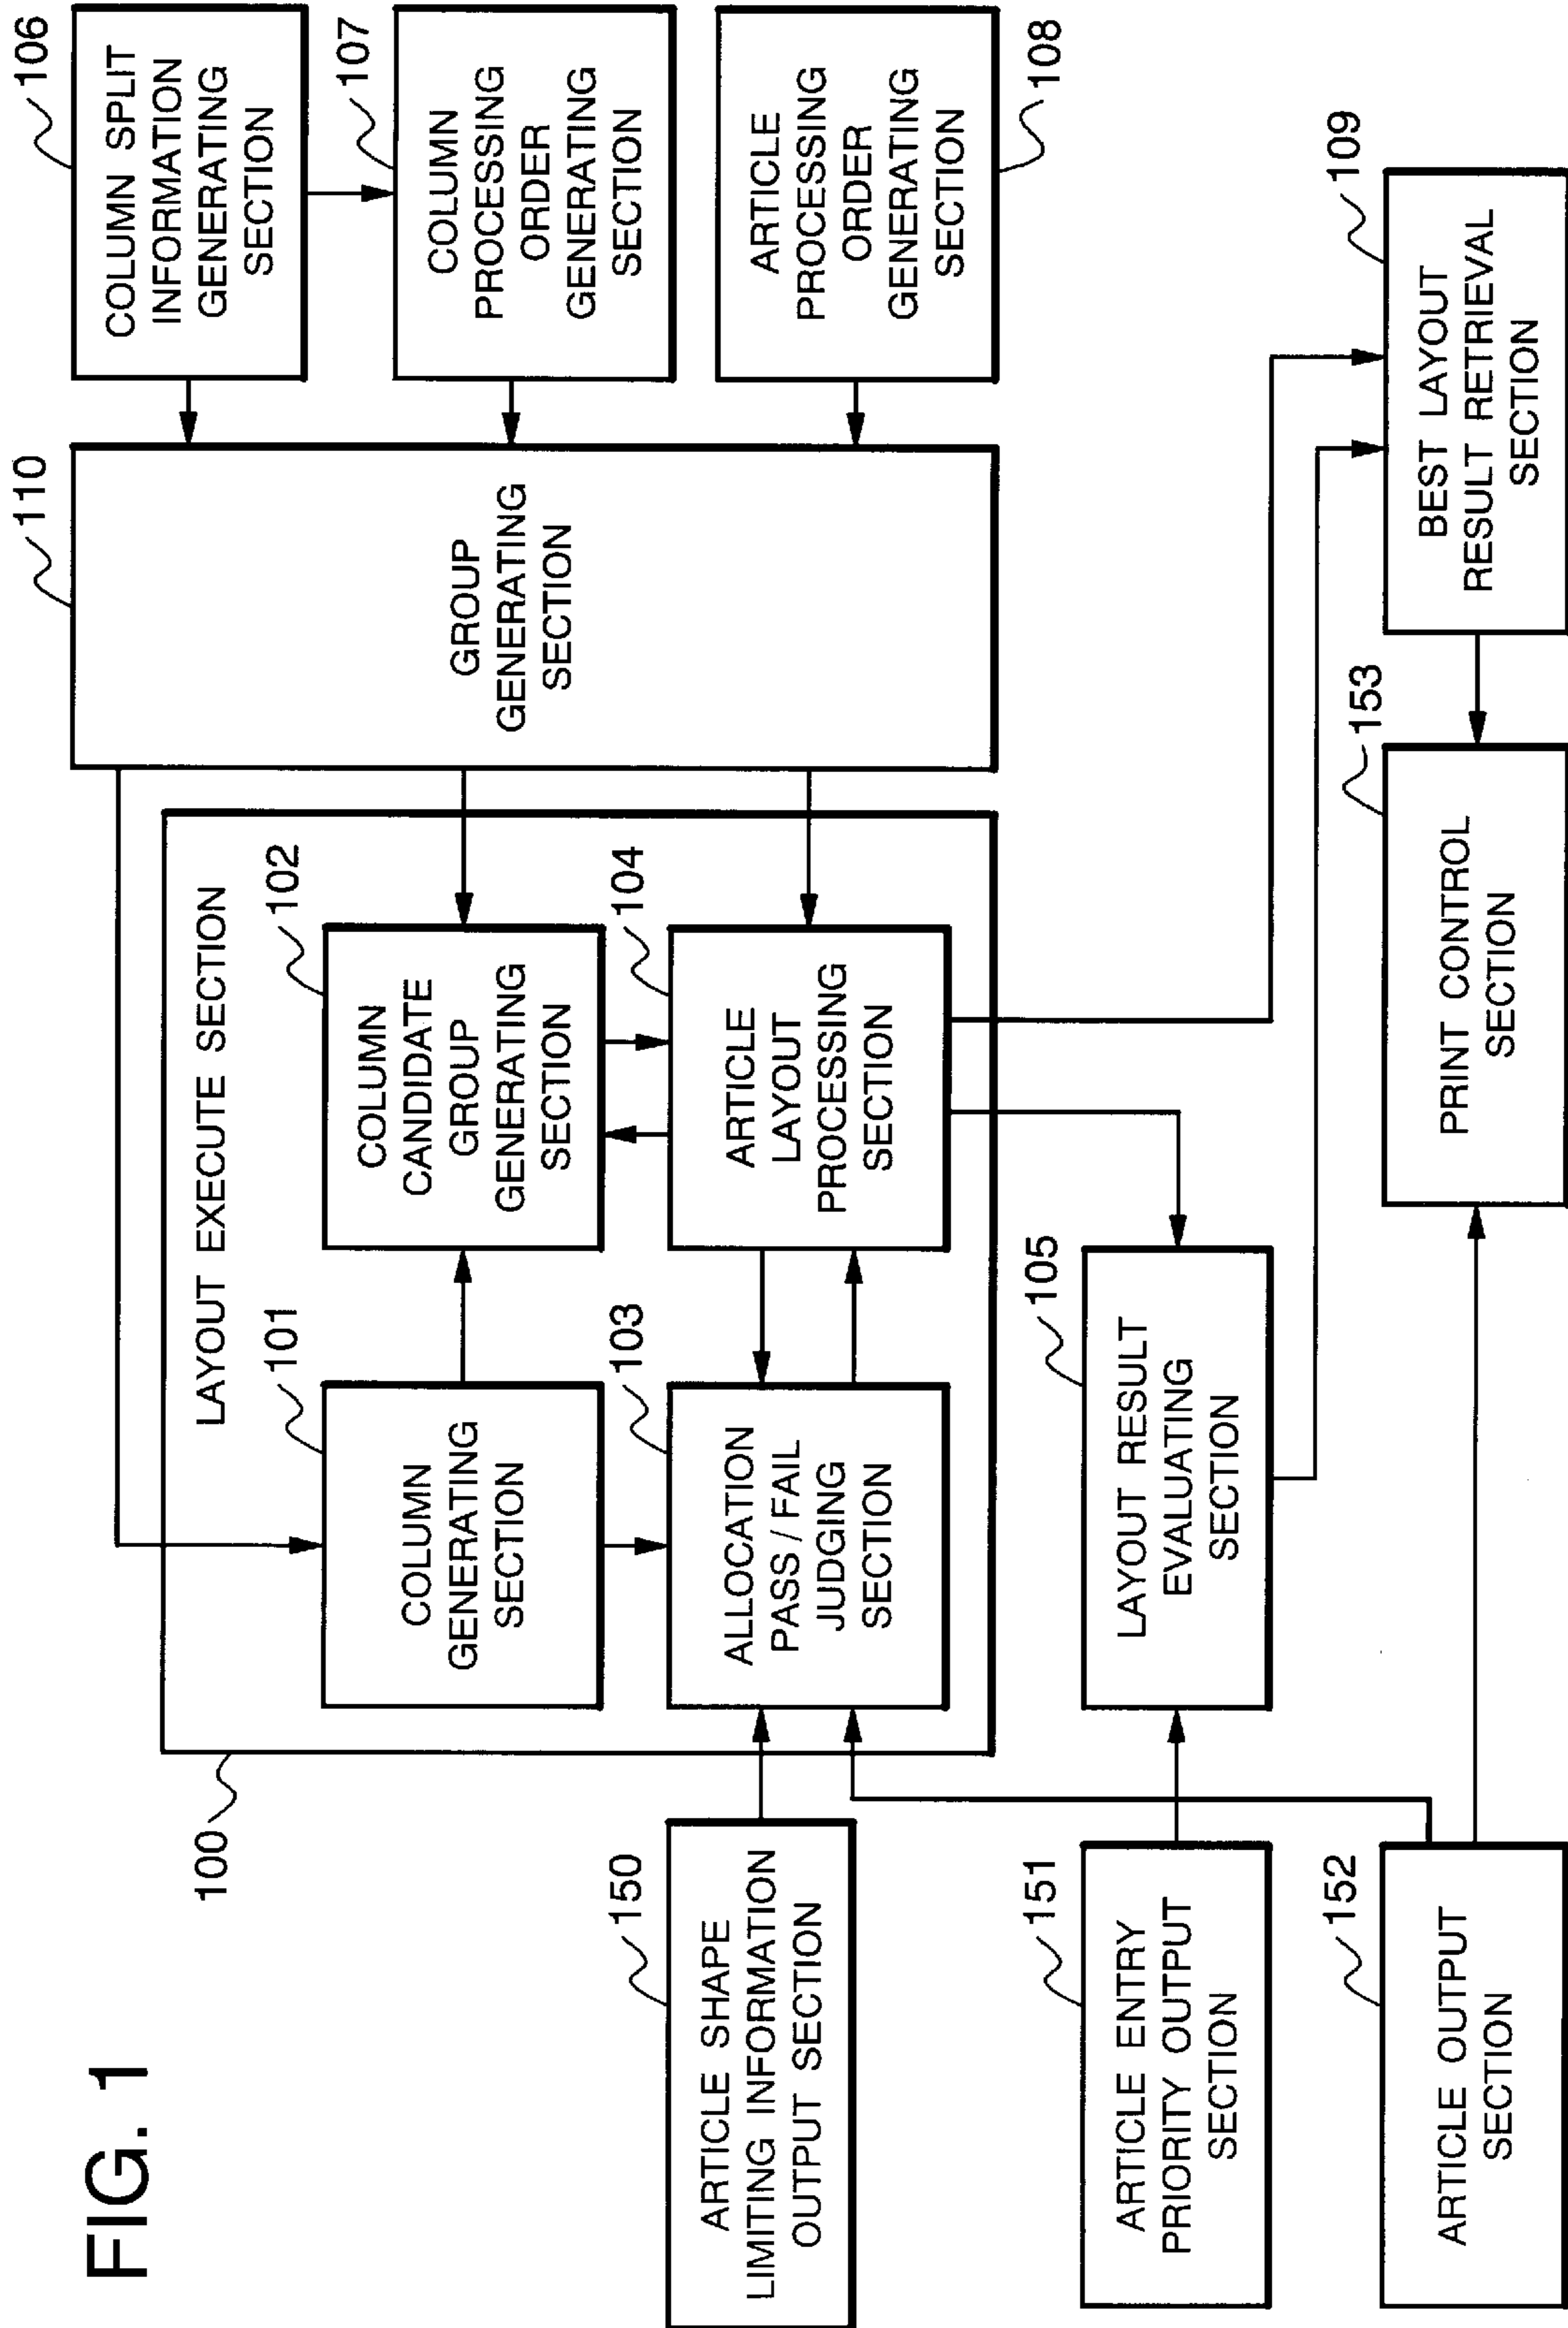 FIG. 1
100
LAYOUT EXECUTE SECTION
110
106
COLUMN SPLIT
INFORMATION
GENERATING
SECTION
101
COLUMN
GENERATING
SECTION
102
COLUMN
CANDIDATE
GROUP
GENERATING
SECTION
GROUP
GENERATING
SECTION
107
COLUMN
PROCESSING
ORDER
GENERATING
SECTION
150
ARTICLE SHAPE
LIMITING INFORMATION
OUTPUT SECTION
103
ALLOCATION
PASS / FAIL
JUDGING
SECTION
104
ARTICLE
LAYOUT
PROCESSING
SECTION
108
ARTICLE
PROCESSING
ORDER
GENERATING
SECTION
151
ARTICLE ENTRY
PRIORITY OUTPUT
SECTION
105
LAYOUT RESULT
EVALUATING
SECTION
152
ARTICLE OUTPUT
SECTION
153
PRINT CONTROL
SECTION
109
BEST LAYOUT
RESULT RETRIEVAL
SECTION